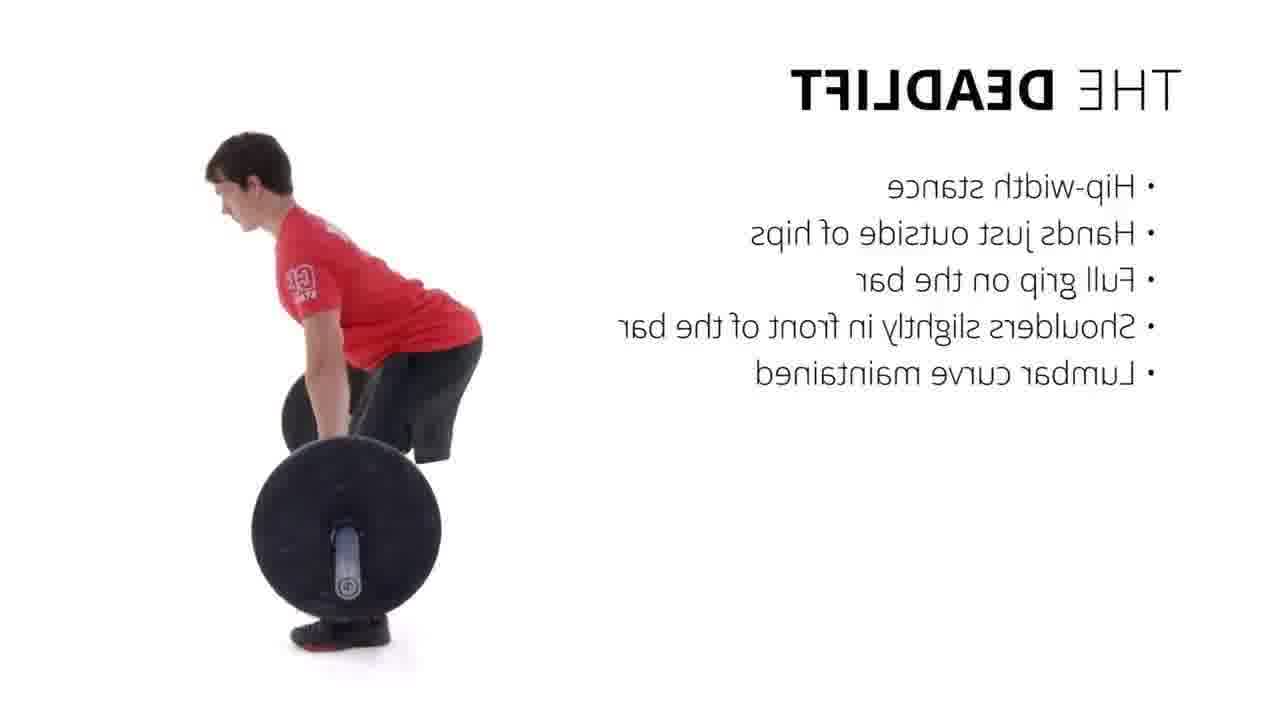 THE DEADLIFT
• Hip-width stance
• Hands just outside of hips
• Full grip on the bar
• Shoulders slightly in front of the bar
• Lumbar curve maintained